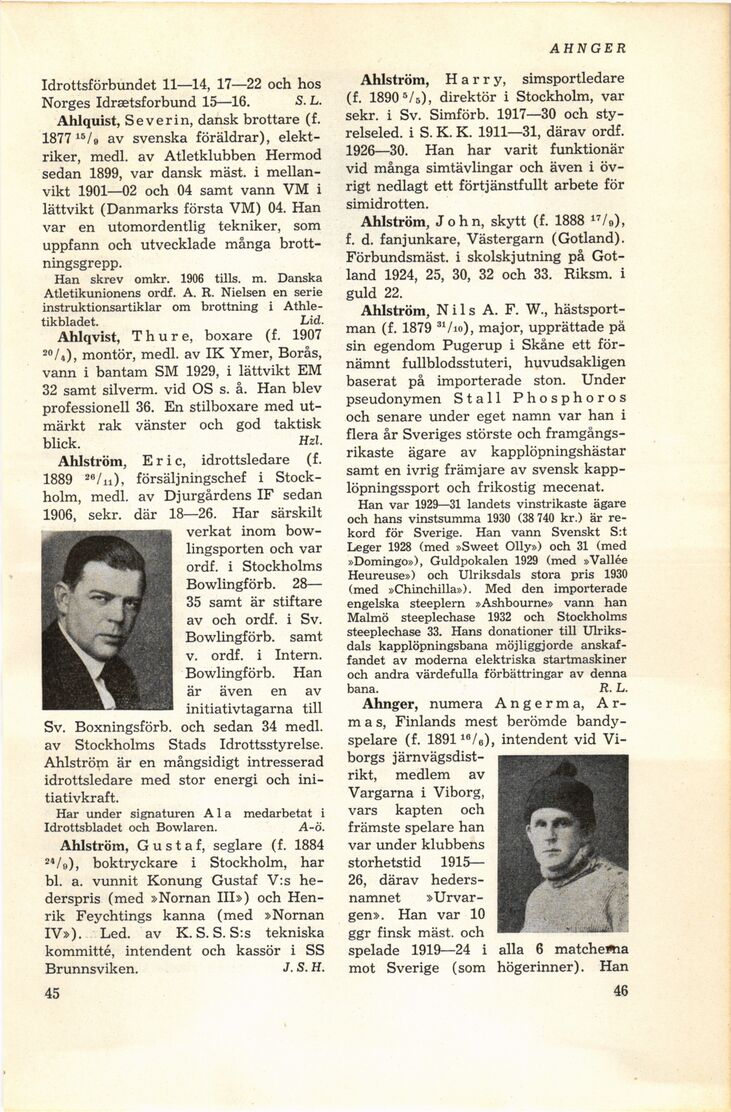 AHNGER
Idrottsförbundet 11—14, 17—22 och hos
Norges Idrætsforbund 15—16. S. L.
Ahlquist, Severin, dansk brottare (f.
1877 15/9 av svenska föräldrar), elekt-
riker, medl. av Atletklubben Hermod
sedan 1899, var dansk mäst. i mellan-
vikt 1901—02 och 04 samt vann VM i
lättvikt (Danmarks första VM) 04. Han
var en utomordentlig tekniker, som
uppfann och utvecklade många brott-
ningsgrepp.
Han skrev omkr. 1906 tills. m. Danska
Atletikunionens ordf. A. R. Nielsen en serie
instruktionsartiklar om brottning i Athle-
tikbladet. Lid.
Ahlqvist, Thure, boxare (f. 1907
20/4), montör, medl. av IK Ymer, Borås,
vann i bantam SM 1929, i lättvikt EM
32 samt silverm. vid OS s. å. Han blev
professionell 36. En stilboxare med ut-
märkt rak vänster och god taktisk
blick. Hzl.
Ahlström, Eric, idrottsledare (f.
1889 26/11), försäljningschef i Stock-
holm, medl. av Djurgårdens IF sedan
1906, sekr. där 18—26. Har särskilt
verkat inom bow-
lingsporten och var
ordf. i Stockholms
Bowlingförb. 28—
35 samt är stiftare
av och ordf. i Sv.
Bowlingförb. samt
v. ordf. i Intern.
Bowlingförb. Han
är även en av
initiativtagarna till
Sv. Boxningsförb. och sedan 34 medl.
av Stockholms Stads Idrottsstyrelse.
Ahlström är en mångsidigt intresserad
idrottsledare med stor energi och ini-
tiativkraft.
Har under signaturen Ala medarbetat i
Idrottsbladet och Bowlaren. A-ö.
Ahlström, Gustaf, seglare (f. 1884
24/9), boktryckare i Stockholm, har
bl. a. vunnit Konung Gustaf V:s he-
derspris (med »Nornan III») och Hen-
rik Feychtings kanna (med »Nornan
IV»). Led. av K. S. S. S:s tekniska
kommitté, intendent och kassör i SS
Brunnsviken. J. S. H.
45
Ahlström, Harry, simsportledare
(f. 1890 5/5), direktör i Stockholm, var
sekr. i Sv. Simförb. 1917—30 och sty-
relseled. i S. K. K. 1911—31, därav ordf.
1926—30. Han har varit funktionär
vid många simtävlingar och även i öv-
rigt nedlagt ett förtjänstfullt arbete för
simidrotten.
Ahlström, John, skytt (f. 1888 17/9),
f. d. fanjunkare, Västergarn (Gotland).
Förbundsmäst. i skolskjutning på Got-
land 1924, 25, 30, 32 och 33. Riksm. i
guld 22.
Ahlström, Nils A. F. W., hästsport-
man (f. 1879 31/10), major, upprättade på
sin egendom Pugerup i Skåne ett för-
nämnt fullblodsstuteri, huvudsakligen
baserat på importerade ston. Under
pseudonymen Stall Phosphoros
och senare under eget namn var han i
flera år Sveriges störste och framgångs-
rikaste ägare av kapplöpningshästar
samt en ivrig främjare av svensk kapp-
löpningssport och frikostig mecenat.
Han var 1929—31 landets vinstrikaste ägare
och hans vinstsumma 1930 (38 740 kr.) är re-
kord för Sverige. Han vann Svenskt S:t
Leger 1928 (med »Sweet Olly») och 31 (med
»Domingo»), Guldpokalen 1929 (med »Vallée
Heureuse») och Ulriksdals stora pris 1930
(med »Chinchilla»). Med den importerade
engelska steeplern »Ashbourne» vann han
Malmö steeplechase 1932 och Stockholms
steeplechase 33. Hans donationer till Ulriks-
dals kapplöpningsbana möjliggjorde anskaf-
fandet av moderna elektriska startmaskiner
och andra värdefulla förbättringar av denna
bana. R. L.
Ahnger, numera Angerma, Ar-
mas, Finlands mest berömde bandy-
spelare (f. 1891 16/6), intendent vid Vi-
borgs järnvägsdist-
rikt, medlem av
Vargarna i Viborg,
vars kapten och
främste spelare han
var under klubbens
storhetstid 1915—
26, därav heders-
namnet »Urvar-
gen». Han var 10
ggr finsk mäst. och
spelade 1919—24 i alla 6 matcherna
mot Sverige (som högerinner). Han
46